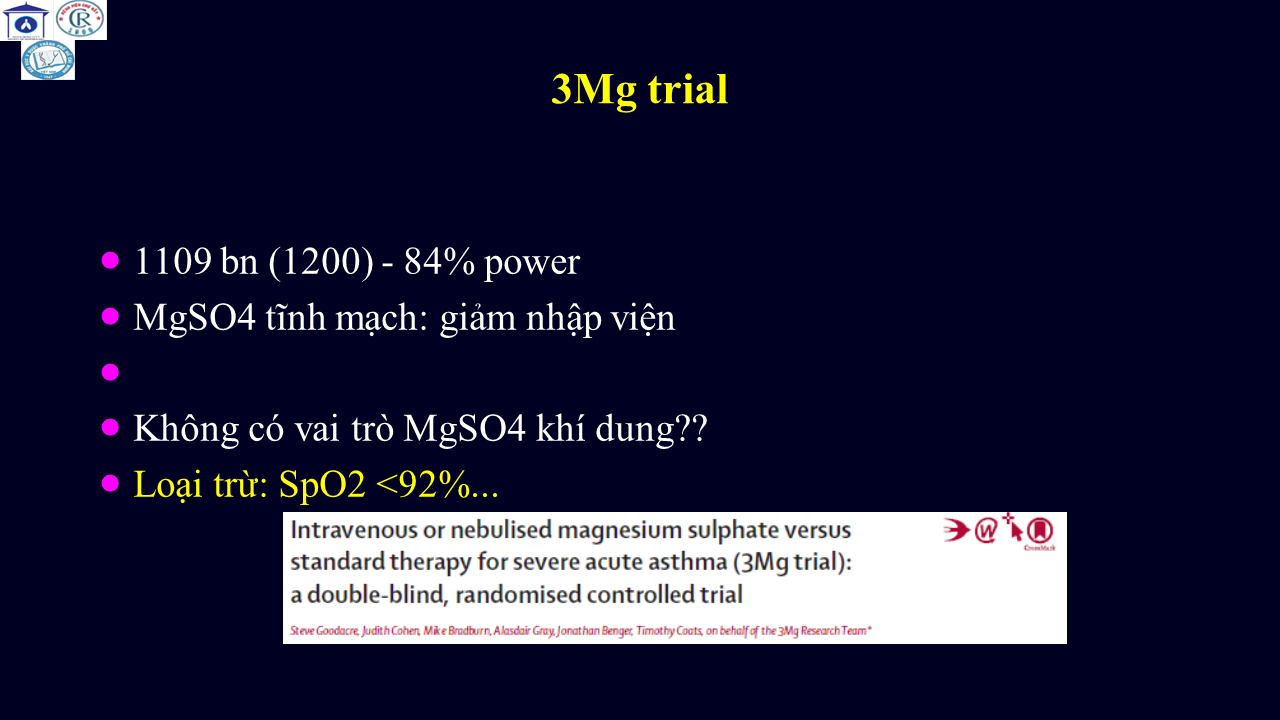 3Mg trial
1109 bn (1200) - 84% power
MgSO4 tĩnh mạch: giảm nhập viện
Không có vai trò MgSO4 khí dung??
Loại trừ: SpO2 <92%...
Intravenous or nebulised magnesium sulphate versus
standard therapy for severe acute asthma (3Mg trial):
a double-blind, randomised controlled trial
CrossMark
Steve Goodacre, Judith Cohen, Mike Bradburn, Alasdair Gray, Jonathan Benger, Timothy Coats, on behalf of the 3Mg Research Team*